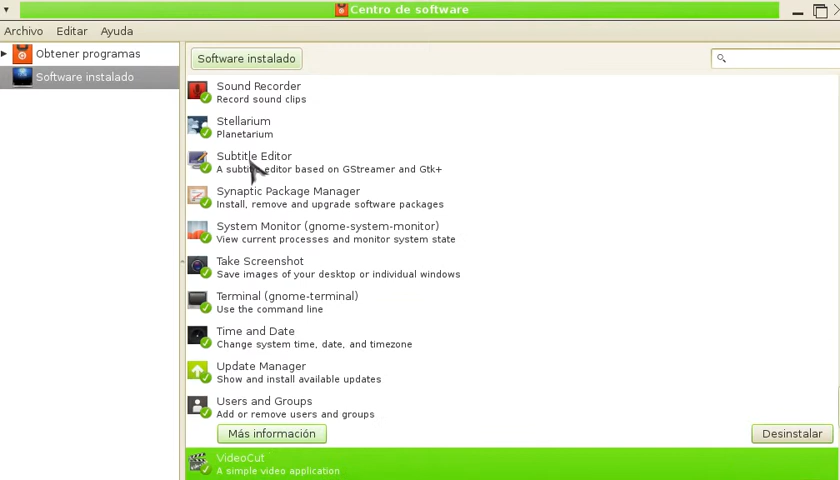 Centro de software
Archivo Editar Ayuda
Obtener programas
Software instalado
Software instalado
Sound Recorder
Record sound clips
Stellarium
Planetarium
Subtitle Editor
A subtitle editor based on GStreamer and Gtk+
Synaptic Package Manager
Install, remove and upgrade software packages
System Monitor (gnome-system-monitor)
View current processes and monitor system state
Take Screenshot
Save images of your desktop or individual windows
Terminal (gnome-terminal)
Use the command line
Time and Date
Change system time, date, and timezone
Update Manager
Show and install available updates
Users and Groups
Add or remove users and groups
Más información Desinstalar
VideoCut
A simple video application